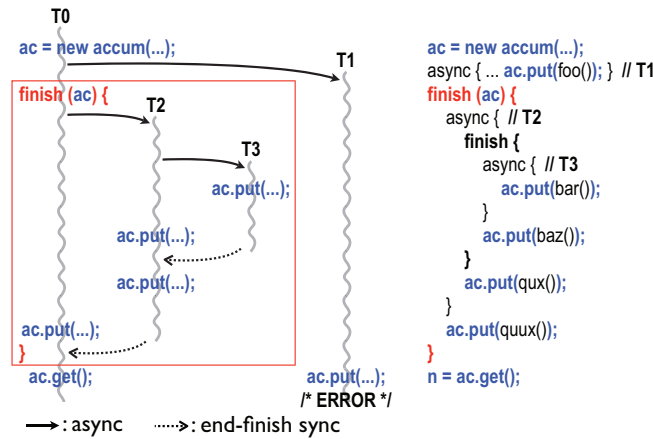 T0
ac = new accum(...);
T1
finish (ac) {
T2
T3
ac.put(...);
ac.put(...);
ac.put(...);
ac.put(...);
}
ac.get();
ac.put(...);
/* ERROR */
: async
: end-finish sync
ac = new accum(...);
async { ... ac.put(foo()); } // T1
finish (ac) {
async { // T2
finish {
async { // T3
ac.put(bar());
}
ac.put(baz());
}
ac.put(qux());
}
ac.put(quux());
}
n = ac.get();